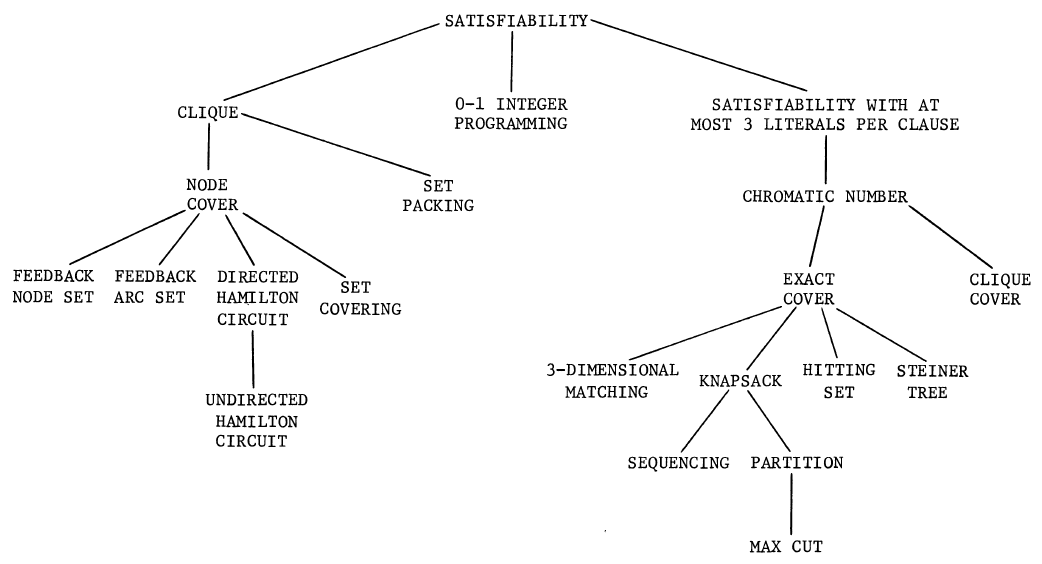 SATISFIABILITY
CLIQUE
0-1 INTEGER
PROGRAMMING
SATISFIABILITY WITH AT
MOST 3 LITERALS PER CLAUSE
NODE
COVER
SET
PACKING
CHROMATIC NUMBER
FEEDBACK
NODE SET
FEEDBACK
ARC SET
DIRECTED
HAMILTON
CIRCUIT
SET
COVERING
EXACT
COVER
CLIQUE
COVER
UNDIRECTED
HAMILTON
CIRCUIT
3-DIMENSIONAL
MATCHING
KNAPSACK
HITTING
SET
STEINER
TREE
SEQUENCING
PARTITION
MAX CUT